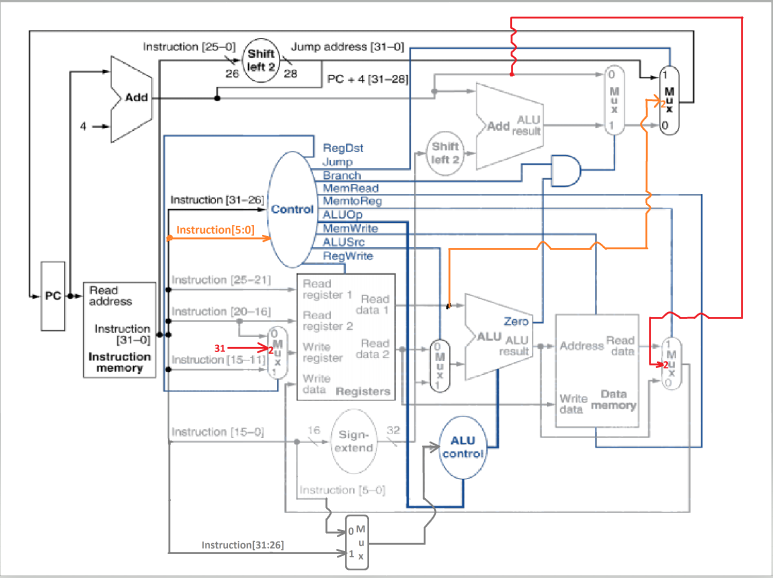 Instruction [25–0]
Shift
left 2
Jump address [31–0]
26
28
PC + 4 [31–28]
Add
4
0
M
u
x
1
1
M
u
x
2
0
Add
ALU
result
Shift
left 2
RegDst
Jump
Branch
MemRead
MemtoReg
ALUOp
MemWrite
ALUSrc
RegWrite
Instruction [31–26]
Control
Instruction[5:0]
PC
Read
address
Instruction
[31–0]
Instruction
memory
Instruction [25–21]
Instruction [20–16]
31
Instruction [15–11]
0
M
u
2
x
1
Read
register 1
Read
register 2
Write
register
Write
data
Read
data 1
Read
data 2
Registers
0
M
u
x
1
Zero
ALU
ALU
result
Address
Read
data
Write
data
Data
memory
1
M
u
2
x
0
Instruction [15–0]
16
Sign-
extend
32
ALU
control
Instruction [5–0]
Instruction[31:26]
0
1
M
u
x